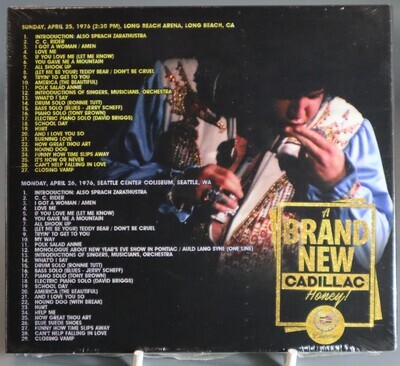 SUNDAY, APRIL 25, 1976 (2:30 PM), LONG BEACH ARENA, LONG BEACH, CA
1. INTRODUCTION: ALSO SPRACH ZARATHUSTRA
2. C. C. RIDER
3. I GOT A WOMAN / AMEN
4. LOVE ME
5. IF YOU LOVE ME (LET ME KNOW)
6. YOU GAVE ME A MOUNTAIN
7. ALL SHOOK UP
8. (LET ME BE YOUR) TEDDY BEAR / DON'T BE CRUEL
9. TRYIN' TO GET TO YOU
10. AMERICA (THE BEAUTIFUL)
11. POLK SALAD ANNIE
12. INTRODUCTIONS OF SINGERS, MUSICIANS, ORCHESTRA
13. WHAT'D I SAY
14. DRUM SOLO (RONNIE TUTT)
15. BASS SOLO (BLUES - JERRY SCHEFF)
16. PIANO SOLO (TONY BROWN)
17. ELECTRIC PIANO SOLO (DAVID BRIGGS)
18. SCHOOL DAY
19. HURT
20. AND I LOVE YOU SO
21. BURNING LOVE
22. HOW GREAT THOU ART
23. HOUND DOG
24. FUNNY HOW TIME SLIPS AWAY
25. IT'S NOW OR NEVER
26. CAN'T HELP FALLING IN LOVE
27. CLOSING VAMP
MONDAY, APRIL 26, 1976, SEATTLE CENTER COLISEUM, SEATTLE, WA
1. INTRODUCTION: ALSO SPRACH ZARATHUSTRA
2. C. C. RIDER
3. I GOT A WOMAN / AMEN
4. LOVE ME
5. IF YOU LOVE ME (LET ME KNOW)
6. YOU GAVE ME A MOUNTAIN
7. ALL SHOOK UP
8. (LET ME BE YOUR) TEDDY BEAR / DON'T BE CRUEL
9. TRYIN' TO GET TO YOU
10. MY WAY
11. POLK SALAD ANNIE
12. MONOLOGUE ABOUT NEW YEAR'S EVE SHOW IN PONTIAC / AULD LANG SYNE (ONE LINE)
13. INTRODUCTIONS OF SINGERS, MUSICIANS, ORCHESTRA
14. WHAT'D I SAY
15. DRUM SOLO (RONNIE TUTT)
16. BASS SOLO (BLUES - JERRY SCHEFF)
17. PIANO SOLO (TONY BROWN)
18. ELECTRIC PIANO SOLO (DAVID BRIGGS)
19. SCHOOL DAY
20. AMERICA (THE BEAUTIFUL)
21. AND I LOVE YOU SO
22. HOUND DOG (WITH BREAK)
23. HURT
24. HELP ME
25. HOW GREAT THOU ART
26. BLUE SUEDE SHOES
27. FUNNY HOW TIME SLIPS AWAY
28. CAN'T HELP FALLING IN LOVE
29. CLOSING VAMP
A
BRAND
NEW
CADILLAC
Honey!